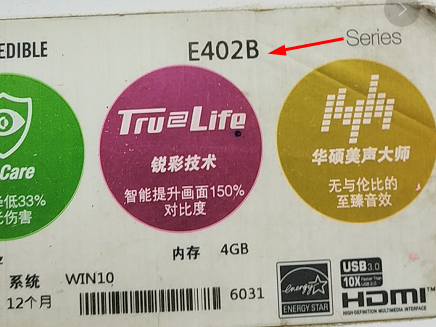 EDIBLE
E402B Series
Care
降低33%
伤害
Tru2Life
锐彩技术
智能提升画面150%
对比度
华硕美声大师
无与伦比的
至臻音效
内存 4GB
系统 WIN10
12个月
6031
energy
ENERGY STAR
USB 3.0
10X
HDMI
HIGH-DEFINITION MULTIMEDIA INTERFACE